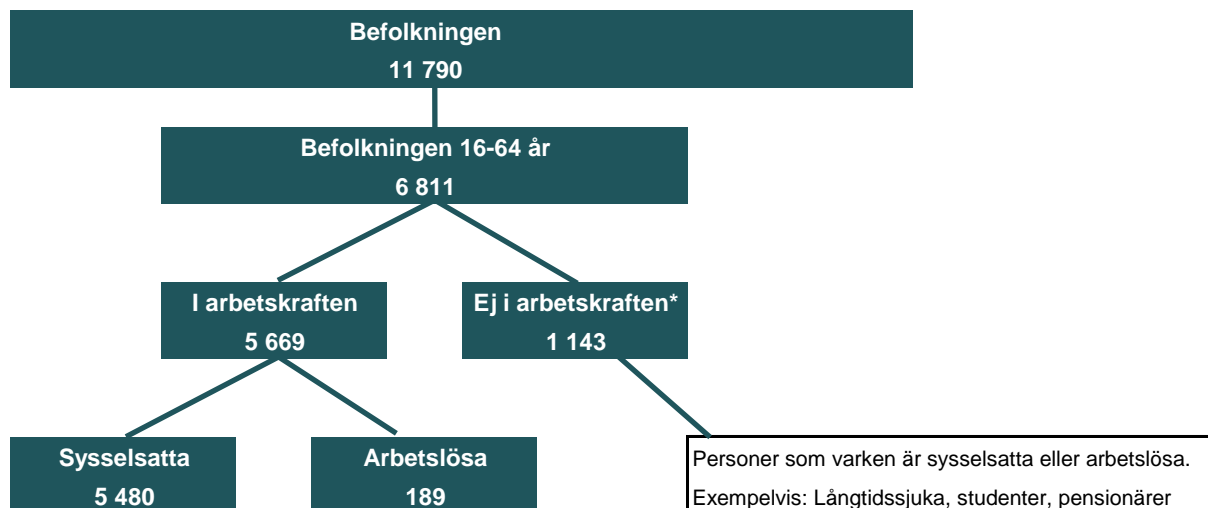 Befolkningen
11 790
Befolkningen 16-64 år
6 811
I arbetskraften
5 669
Ej i arbetskraften*
1 143
Sysselsatta
5 480
Arbetslösa
189
Personer som varken är sysselsatta eller arbetslösa.
Exempelvis: Långtidssjuka, studenter, pensionärer